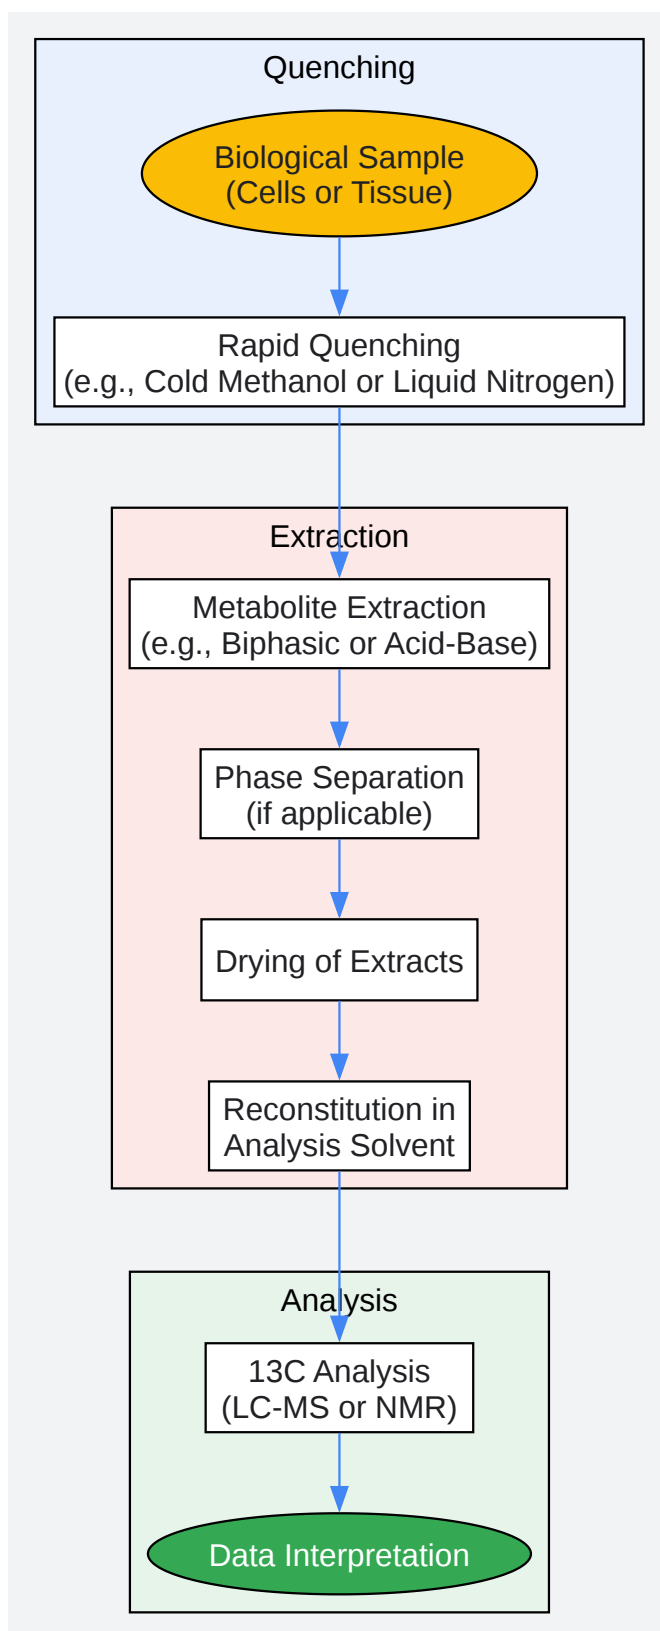 Quenching
Biological Sample
(Cells or Tissue)
Rapid Quenching
(e.g., Cold Methanol or Liquid Nitrogen)
Extraction
Metabolite Extraction
(e.g., Biphasic or Acid-Base)
Phase Separation
(if applicable)
Drying of Extracts
Reconstitution in
Analysis Solvent
Analysis
13C Analysis
(LC-MS or NMR)
Data Interpretation